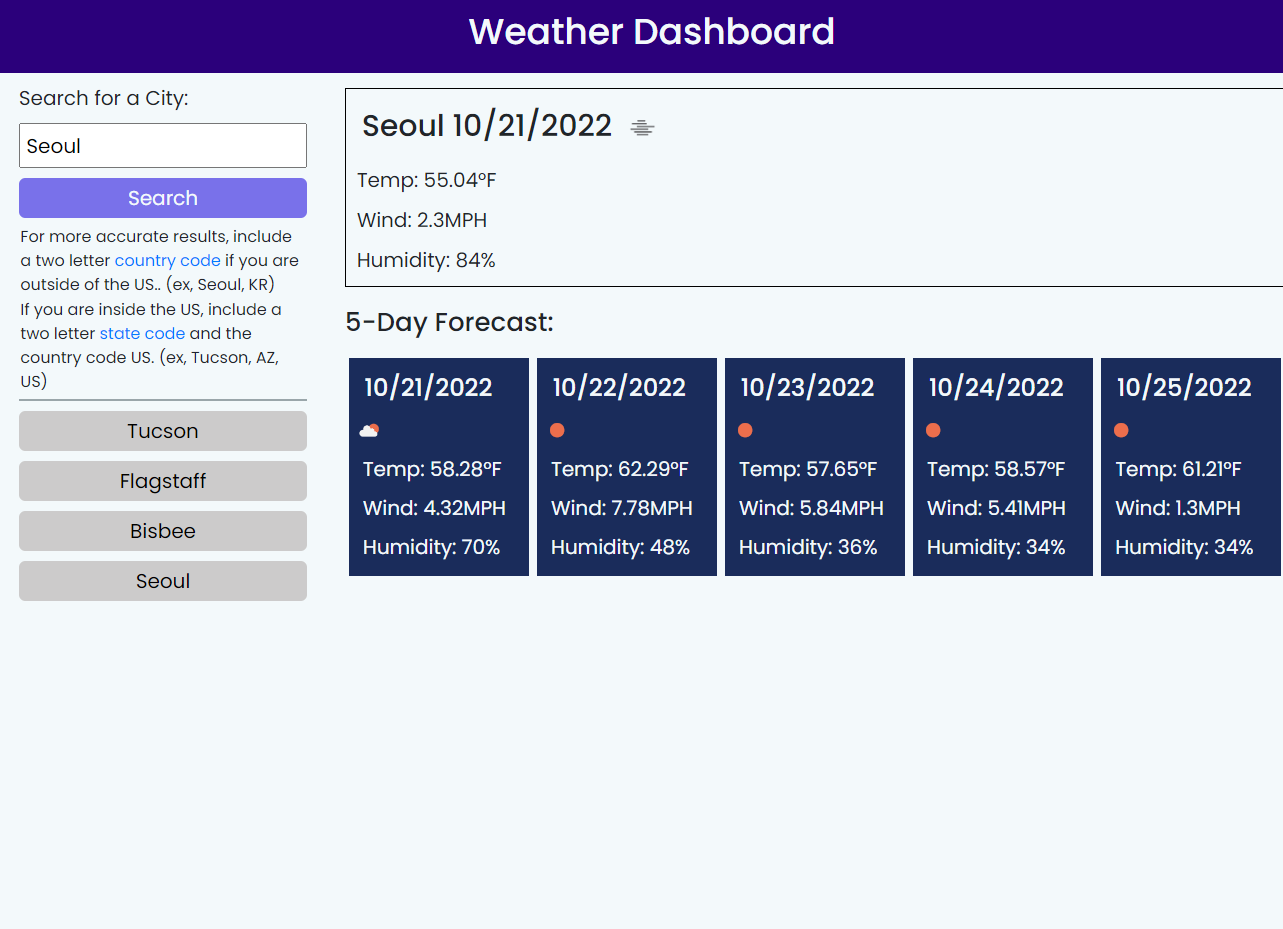 Weather Dashboard
Search for a City:
Seoul
Search
For more accurate results, include
a two letter country code if you are
outside of the US.. (ex, Seoul, KR)
If you are inside the US, include a
two letter state code and the
country code US. (ex, Tucson, AZ,
US)
Tucson
Flagstaff
Bisbee
Seoul
Seoul 10/21/2022
Temp: 55.04°F
Wind: 2.3MPH
Humidity: 84%
5-Day Forecast:
10/21/2022
Temp: 58.28°F
Wind: 4.32MPH
Humidity: 70%
10/22/2022
Temp: 62.29°F
Wind: 7.78MPH
Humidity: 48%
10/23/2022
Temp: 57.65°F
Wind: 5.84MPH
Humidity: 36%
10/24/2022
Temp: 58.57°F
Wind: 5.41MPH
Humidity: 34%
10/25/2022
Temp: 61.21°F
Wind: 1.3MPH
Humidity: 34%